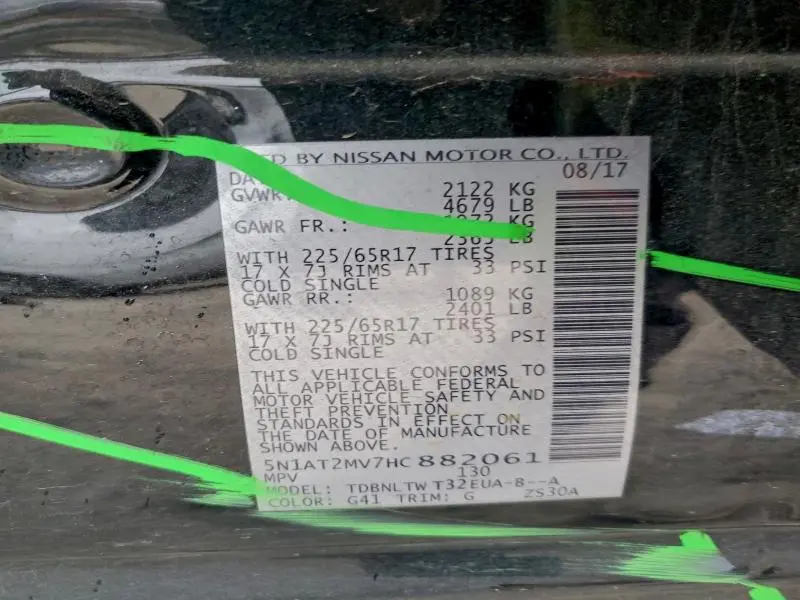 D BY NISSAN MOTOR CO., LTD.
DA 08/17
GVWR 2122 KG
4679 LB
GAWR FR.: KG
2365 LB
WITH 225/65R17 TIRES
17 X 7J RIMS AT 33 PSI
COLD SINGLE
GAWR RR.: 1089 KG
2401 LB
WITH 225/65R17 TIRES
17 X 7J RIMS AT 33 PSI
COLD SINGLE
THIS VEHICLE CONFORMS TO
ALL APPLICABLE FEDERAL
MOTOR VEHICLE SAFETY AND
THEFT PREVENTION
STANDARDS IN EFFECT ON
THE DATE OF MANUFACTURE
SHOWN ABOVE.
5N1AT2MV7HC882061
MPV 130
MODEL: TDBNLTW T32EUA-B--A
COLOR: G41 TRIM: G ZS30A